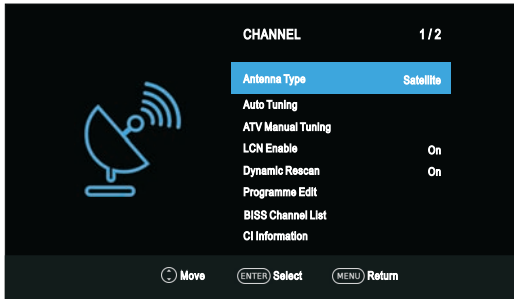 CHANNEL 1/2
Antenna Type Satellite
Auto Tuning
ATV Manual Tuning
LCN Enable On
Dynamic Rescan On
Programme Edit
BISS Channel List
CI Information
Move ENTER Select MENU Return